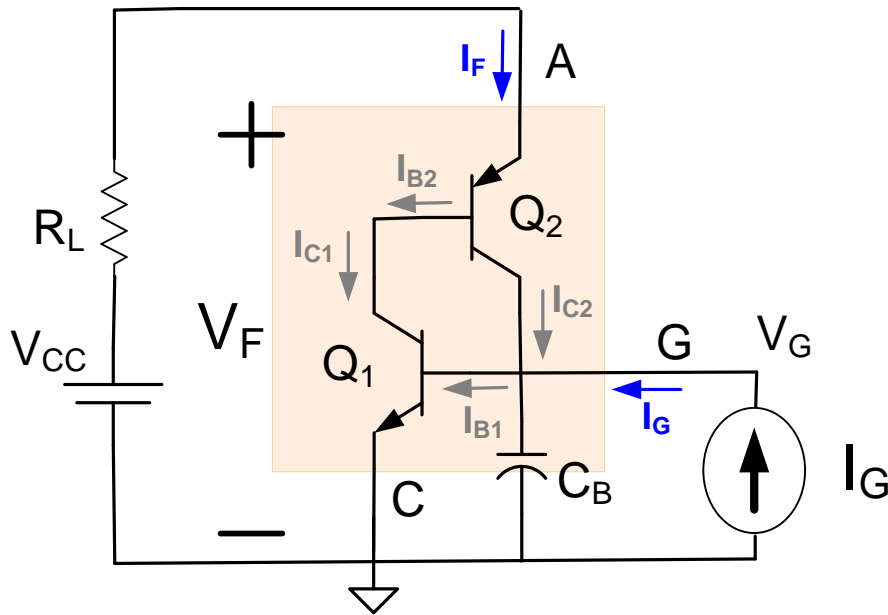 I_F A
+
I_B2
R_L Q_2
I_C1
I_C2
V_CC V_F Q_1 G V_G
I_B1 I_G
C C_B I_G
−